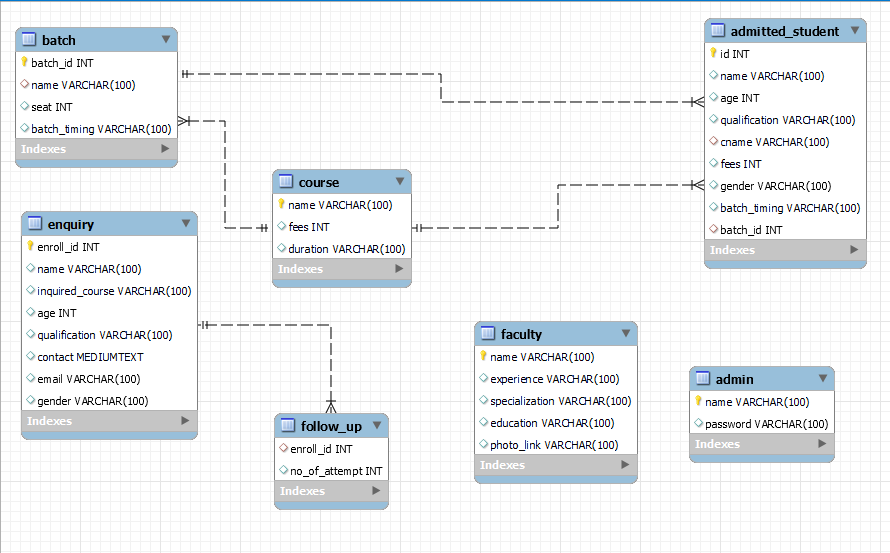 batch
batch_id INT
name VARCHAR(100)
seat INT
batch_timing VARCHAR(100)
Indexes
admitted_student
id INT
name VARCHAR(100)
age INT
qualification VARCHAR(100)
cname VARCHAR(100)
fees INT
gender VARCHAR(100)
batch_timing VARCHAR(100)
batch_id INT
Indexes
course
name VARCHAR(100)
fees INT
duration VARCHAR(100)
Indexes
enquiry
enroll_id INT
name VARCHAR(100)
inquired_course VARCHAR(100)
age INT
qualification VARCHAR(100)
contact MEDIUMTEXT
email VARCHAR(100)
gender VARCHAR(100)
Indexes
follow_up
enroll_id INT
no_of_attempt INT
Indexes
faculty
name VARCHAR(100)
experience VARCHAR(100)
specialization VARCHAR(100)
education VARCHAR(100)
photo_link VARCHAR(100)
Indexes
admin
name VARCHAR(100)
password VARCHAR(100)
Indexes